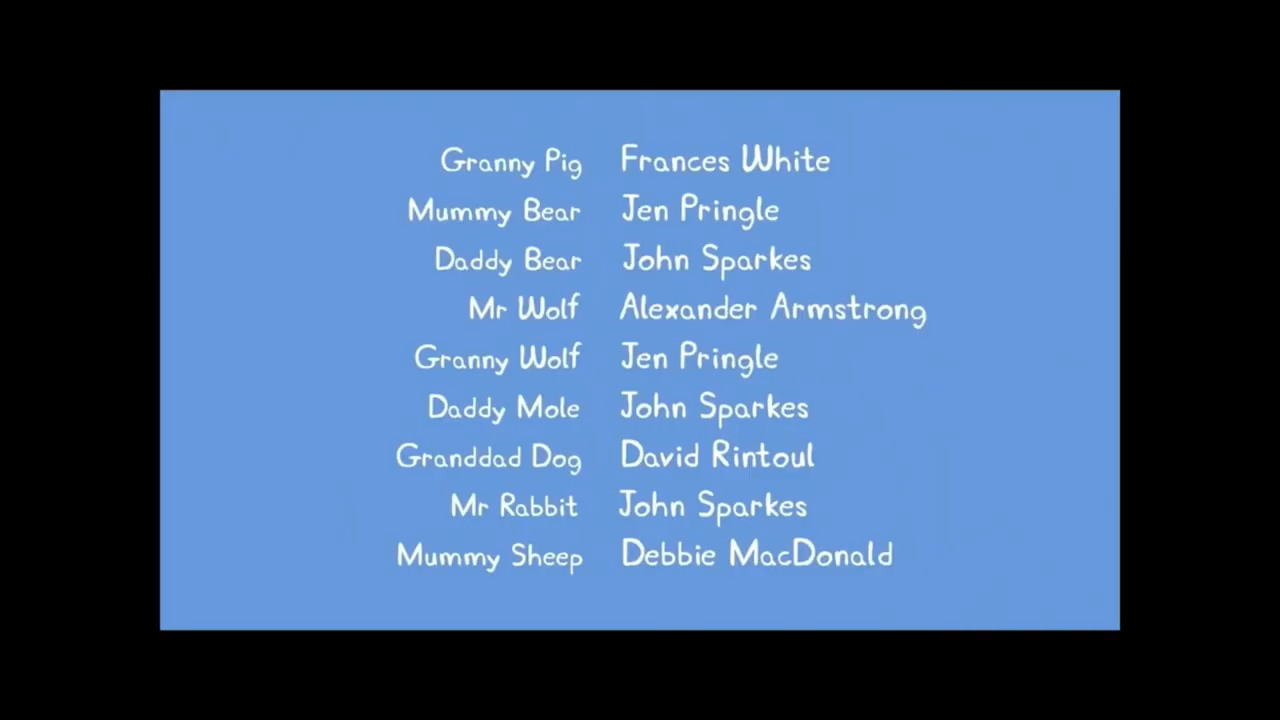 Granny Pig Frances White
Mummy Bear Jen Pringle
Daddy Bear John Sparkes
Mr Wolf Alexander Armstrong
Granny Wolf Jen Pringle
Daddy Mole John Sparkes
Granddad Dog David Rintoul
Mr Rabbit John Sparkes
Mummy Sheep Debbie MacDonald